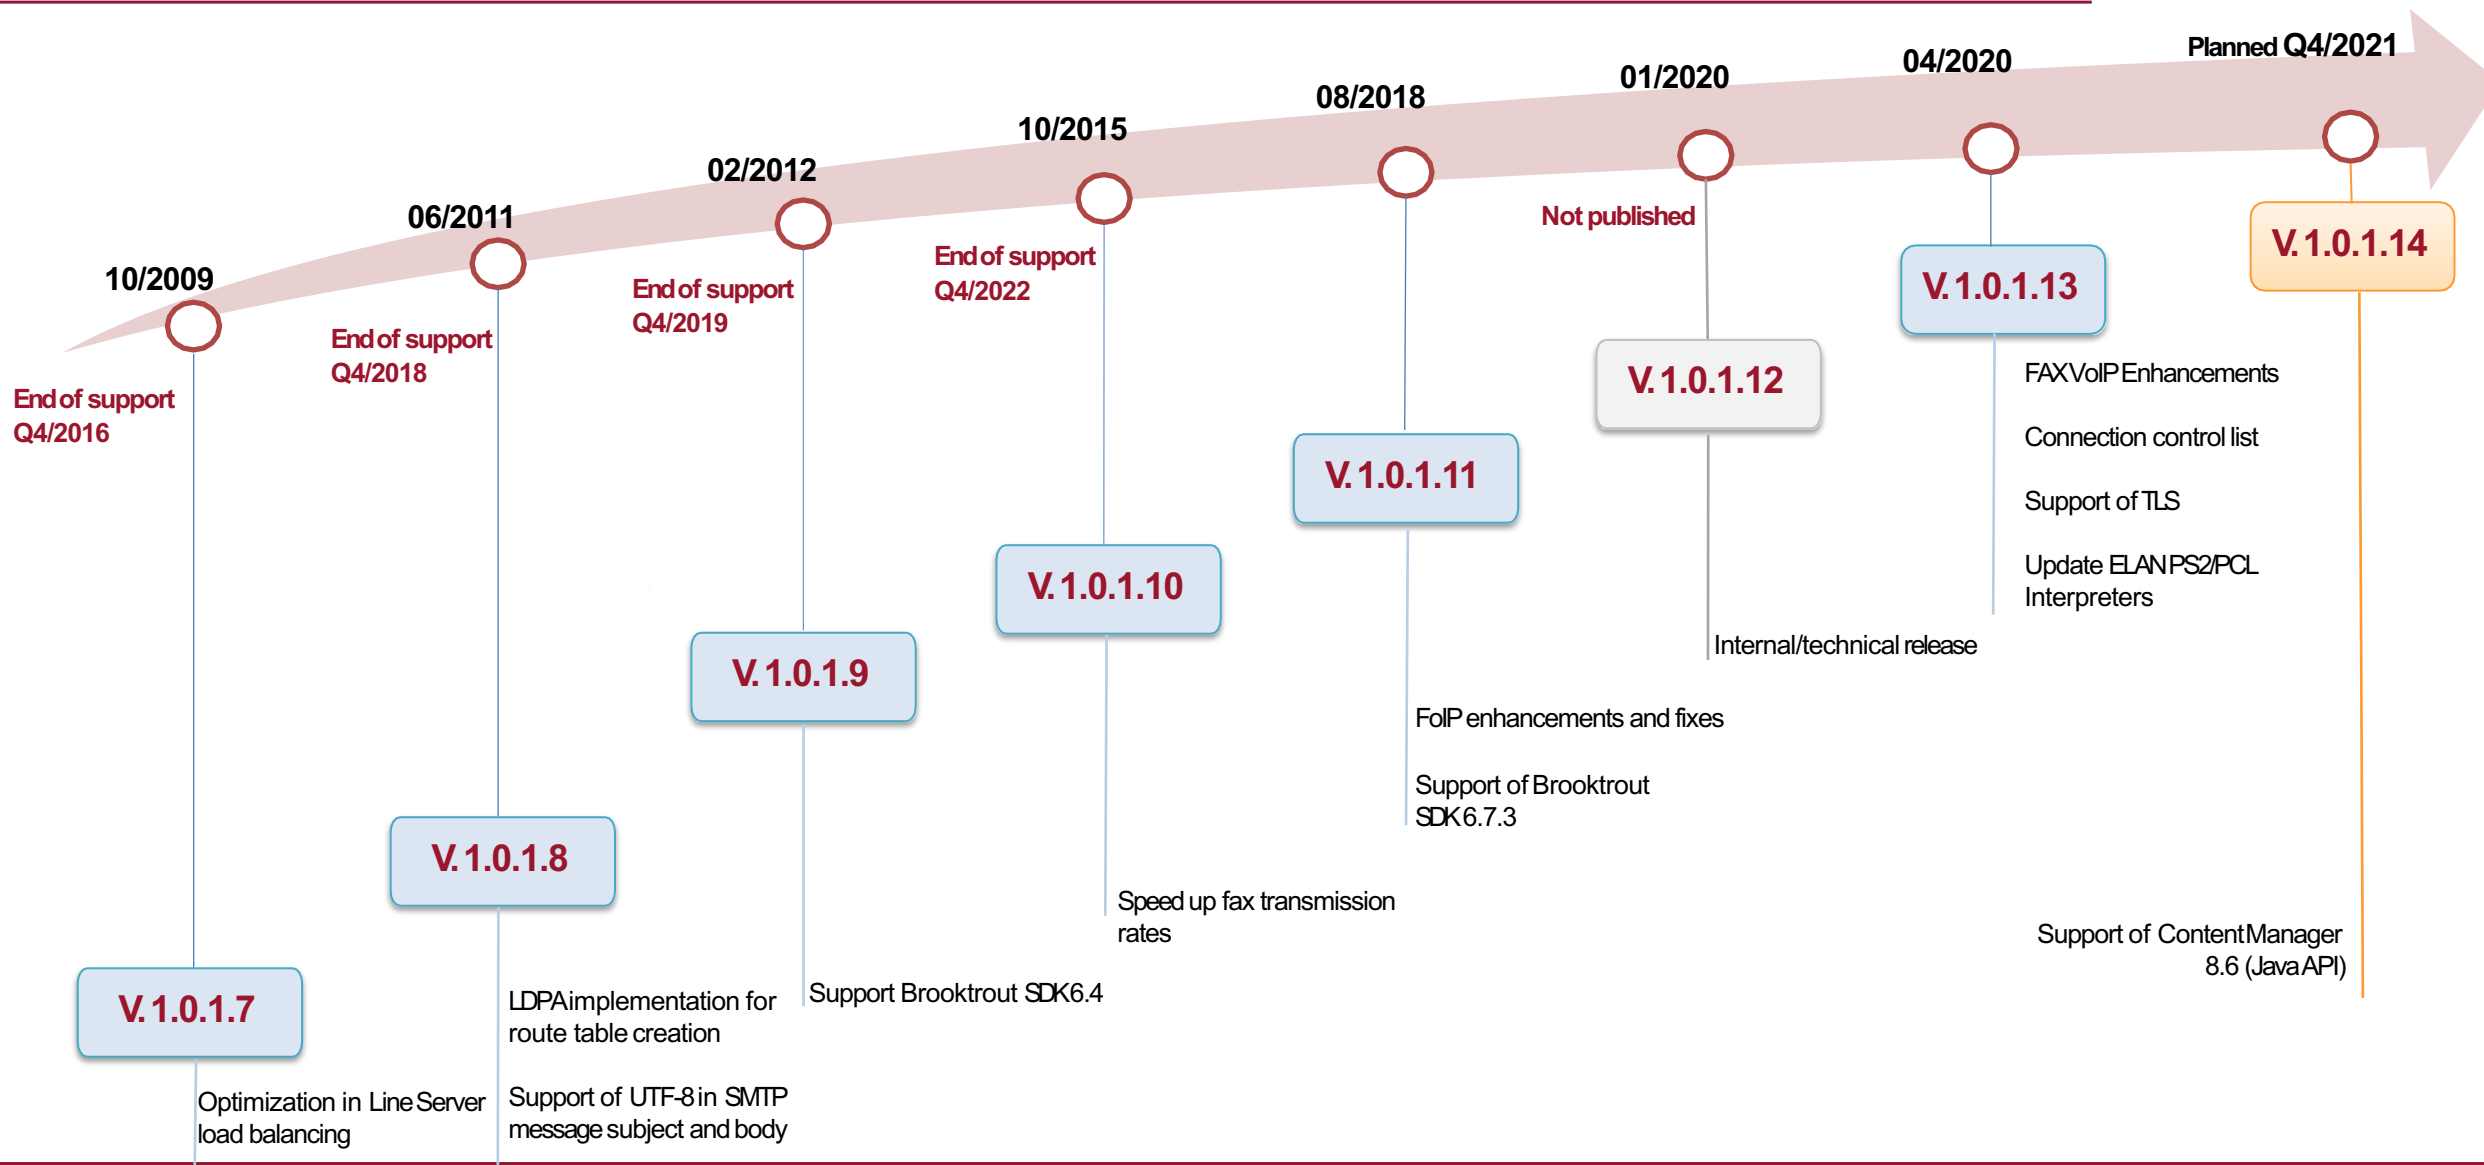 10/2009
End of support
Q4/2016
V.1.0.1.7
Optimization in Line Server
load balancing
06/2011
End of support
Q4/2018
V.1.0.1.8
LDPA implementation for
route table creation
Support of UTF-8 in SMTP
message subject and body
02/2012
End of support
Q4/2019
V.1.0.1.9
Support Brooktrout SDK 6.4
10/2015
End of support
Q4/2022
V.1.0.1.10
Speed up fax transmission
rates
08/2018
V.1.0.1.11
FoIP enhancements and fixes
Support of Brooktrout
SDK 6.7.3
01/2020
Not published
V.1.0.1.12
Internal/technical release
04/2020
V.1.0.1.13
FAX VoIP Enhancements
Connection control list
Support of TLS
Update ELAN PS2/PCL
Interpreters
Planned Q4/2021
V.1.0.1.14
Support of Content Manager
8.6 (Java API)